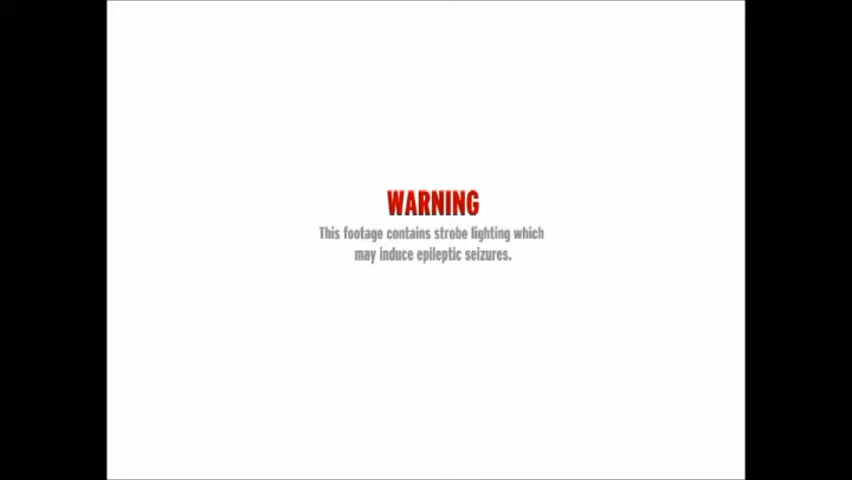 WARNING
This footage contains strobe lighting which
may induce epileptic seizures.